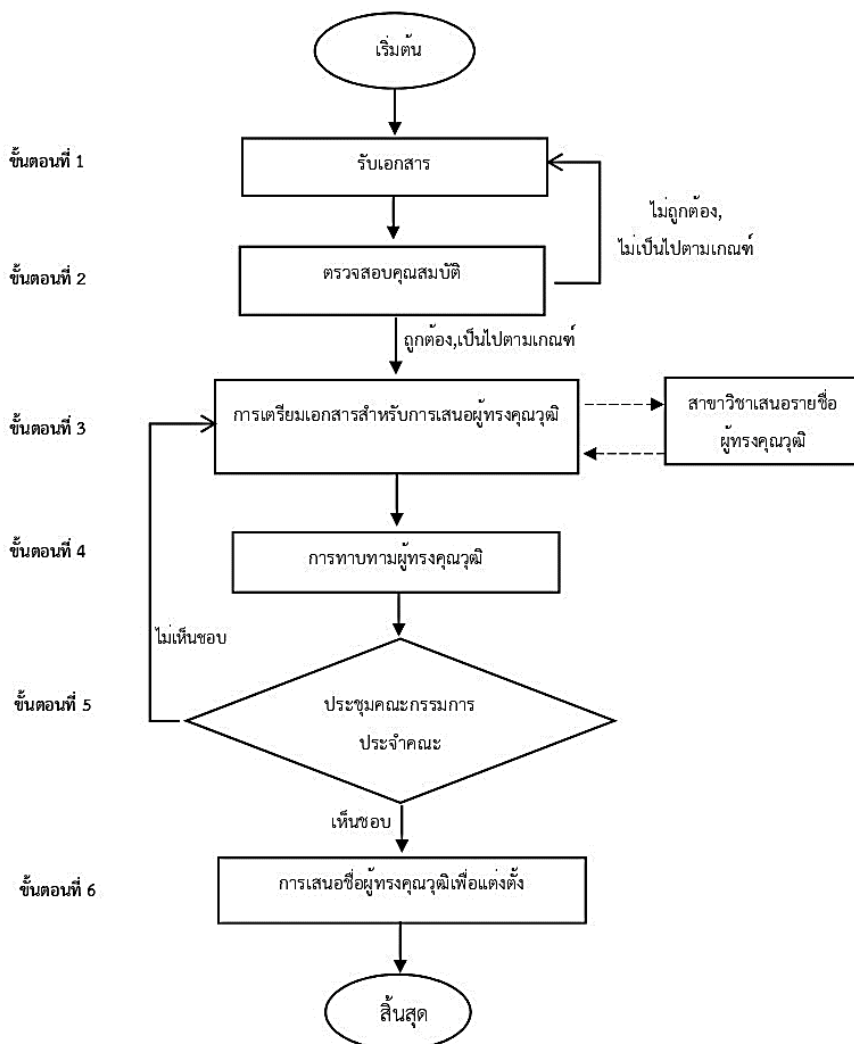 เริ่มต้น
ขั้นตอนที่ 1
รับเอกสาร
ไม่ถูกต้อง,
ไม่เป็นไปตามเกณฑ์
ขั้นตอนที่ 2
ตรวจสอบคุณสมบัติ
ถูกต้อง,เป็นไปตามเกณฑ์
ขั้นตอนที่ 3
การเตรียมเอกสารสำหรับการเสนอผู้ทรงคุณวุฒิ
สาขาวิชาเสนอรายชื่อ
ผู้ทรงคุณวุฒิ
ขั้นตอนที่ 4
การทาบทามผู้ทรงคุณวุฒิ
ไม่เห็นชอบ
ขั้นตอนที่ 5
ประชุมคณะกรรมการ
ประจำคณะ
เห็นชอบ
ขั้นตอนที่ 6
การเสนอชื่อผู้ทรงคุณวุฒิเพื่อแต่งตั้ง
สิ้นสุด